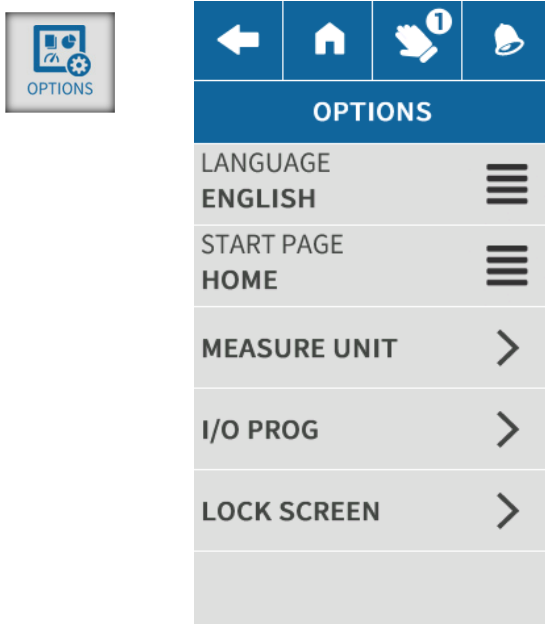 OPTIONS
1
OPTIONS
LANGUAGE
ENGLISH
START PAGE
HOME
MEASURE UNIT
I/O PROG
LOCK SCREEN